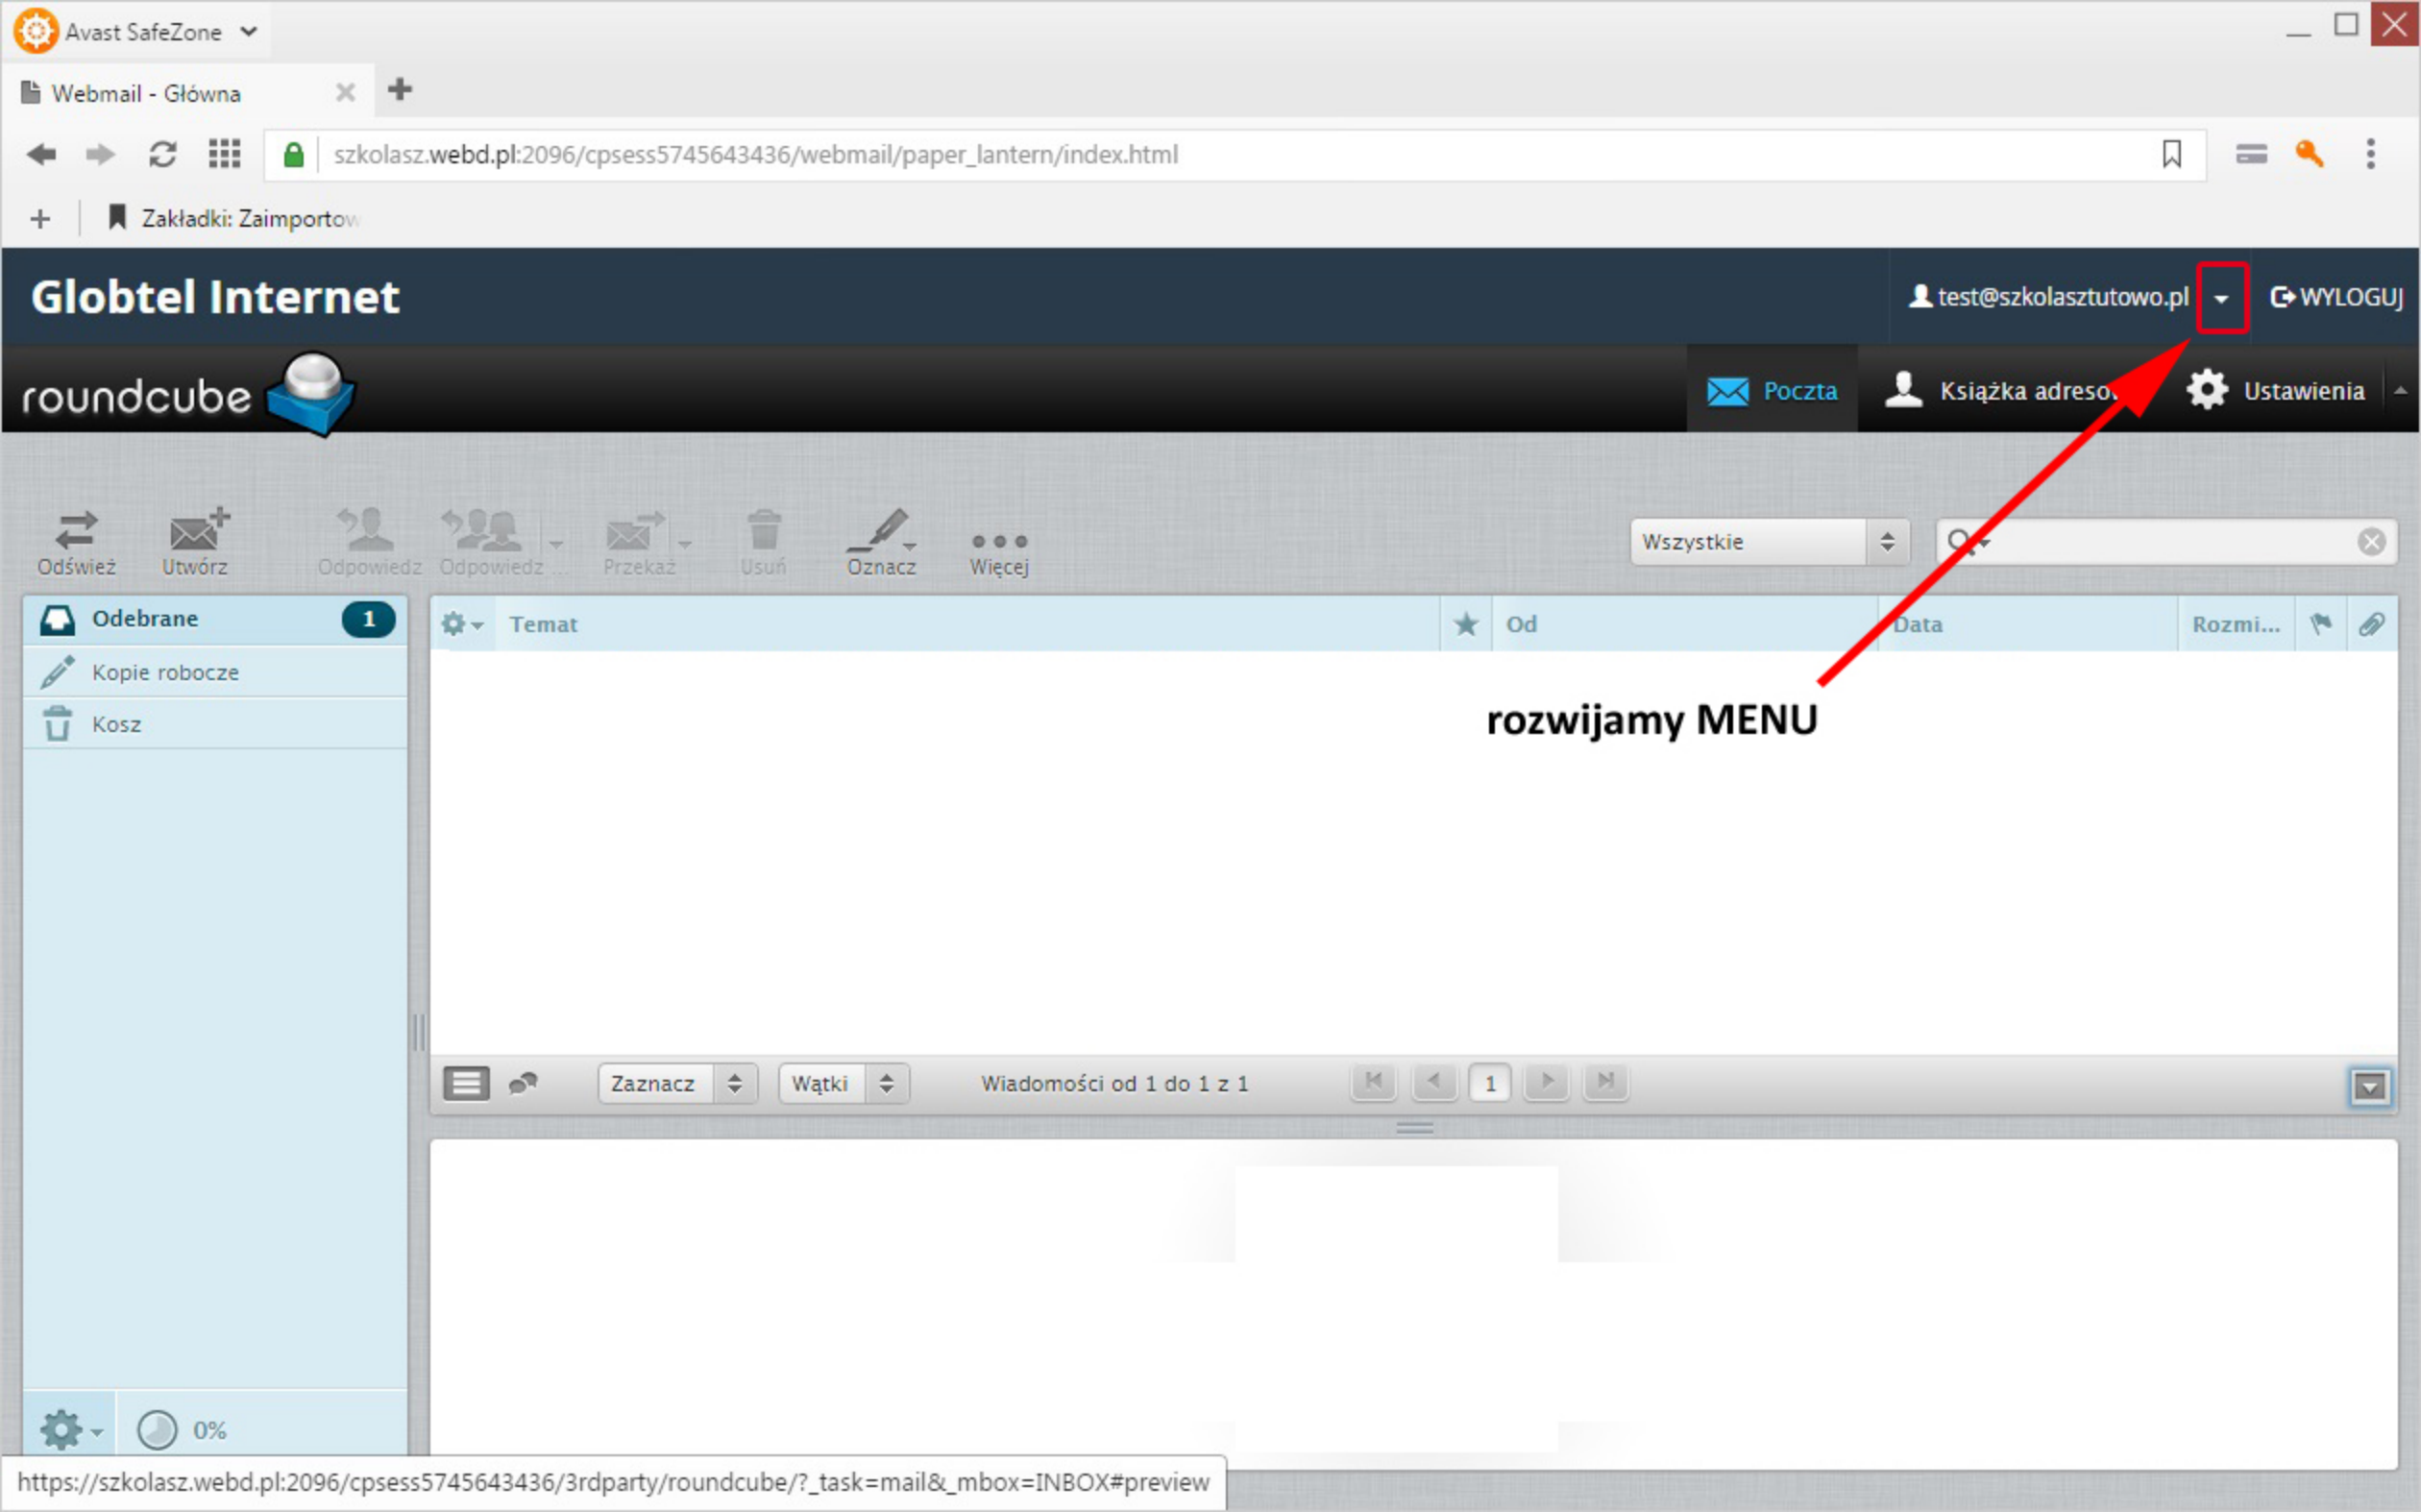 Avast SafeZone
Webmail - Główna
szkolasz.webd.pl:2096/cpsess5745643436/webmail/paper_lantern/index.html
Zakładki: Zaimportow
Globtel Internet
test@szkolasztutowo.pl
WYLOGUJ
roundcube
Poczta
Książka adreso
Ustawienia
Odśwież
Utwórz
Odpowiedz
Odpowiedz ...
Przekaż
Usuń
Oznacz
Więcej
Wszystkie
Odebrane
1
Kopie robocze
Kosz
Temat
Od
Data
Rozmi...
rozwijamy MENU
Zaznacz
Wątki
Wiadomości od 1 do 1 z 1
1
0%
https://szkolasz.webd.pl:2096/cpsess5745643436/3rdparty/roundcube/?_task=mail&_mbox=INBOX#preview